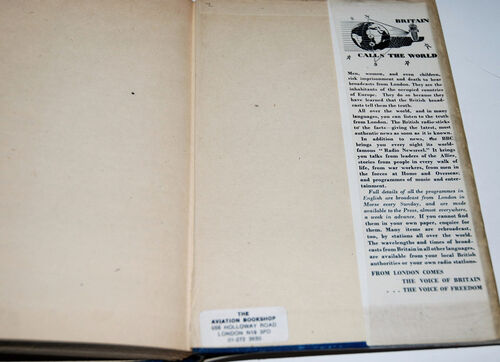 BRITAIN
CALLS THE WORLD
Men, women, and even children,
risk imprisonment and death to hear
broadcasts from London. They are the
inhabitants of the occupied countries
of Europe. They do so because they
have learned that the British broad-
casts tell them the truth.
All over the world, and in many
languages, you can listen to the truth
from London. The British radio sticks
to the facts—giving the latest, most
authentic news as soon as it is known.
In addition to news, the BBC
brings you every night its world-
famous "Radio Newsreel." It brings
you talks from leaders of the Allies,
stories from people in every walk of
life, from war workers, from men in
the forces at Home and Overseas,
and programmes of music and enter-
tainment.
Full details of all the programmes in
English are broadcast from London in
Morse every Sunday, and are made
available to the Press, almost everywhere,
a week in advance. If you cannot find
them in your own paper, enquire for
them. Many items are rebroadcast,
too, by stations all over the world.
The wavelengths and times of broad-
casts from Britain in all other languages,
are available from your local British
authorities or your own radio stations.
FROM LONDON COMES
THE VOICE OF BRITAIN
. . . THE VOICE OF FREEDOM
THE
AVIATION BOOKSHOP
656 HOLLOWAY ROAD
LONDON N19 3PD
01-272 3630